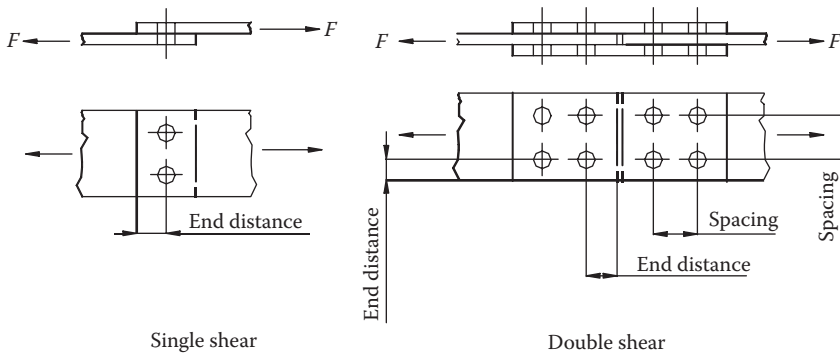 F
F
F
F
End distance
Spacing
Spacing
End distance
End distance
Single shear
Double shear